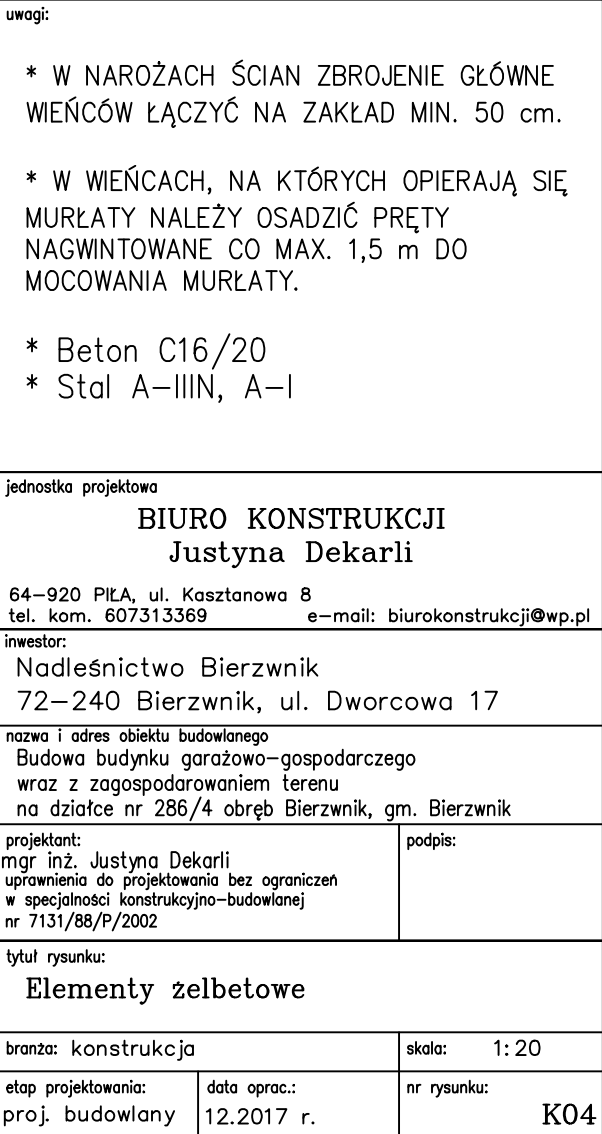 uwagi:
* W NAROŻACH ŚCIAN ZBROJENIE GŁÓWNE
WIEŃCÓW ŁĄCZYĆ NA ZAKŁAD MIN. 50 cm.
* W WIEŃCACH, NA KTÓRYCH OPIERAJĄ SIĘ
MURŁATY NALEŻY OSADZIĆ PRĘTY
NAGWINTOWANE CO MAX. 1,5 m DO
MOCOWANIA MURŁATY.
* Beton C16/20
* Stal A-IIIN, A-I
jednostka projektowa
BIURO KONSTRUKCJI
Justyna Dekarli
64-920 PIŁA, ul. Kasztanowa 8
tel. kom. 607313369 e-mail: biurokonstrukcji@wp.pl
inwestor:
Nadleśnictwo Bierzwnik
72-240 Bierzwnik, ul. Dworcowa 17
nazwa i adres obiektu budowlanego
Budowa budynku garażowo-gospodarczego
wraz z zagospodarowaniem terenu
na działce nr 286/4 obręb Bierzwnik, gm. Bierzwnik
projektant:
mgr inż. Justyna Dekarli
uprawnienia do projektowania bez ograniczeń
w specjalności konstrukcyjno-budowlanej
nr 7131/88/P/2002
podpis:
tytuł rysunku:
Elementy żelbetowe
branża: konstrukcja
skala: 1:20
etap projektowania:
proj. budowlany
data oprac.:
12.2017 r.
nr rysunku:
K04